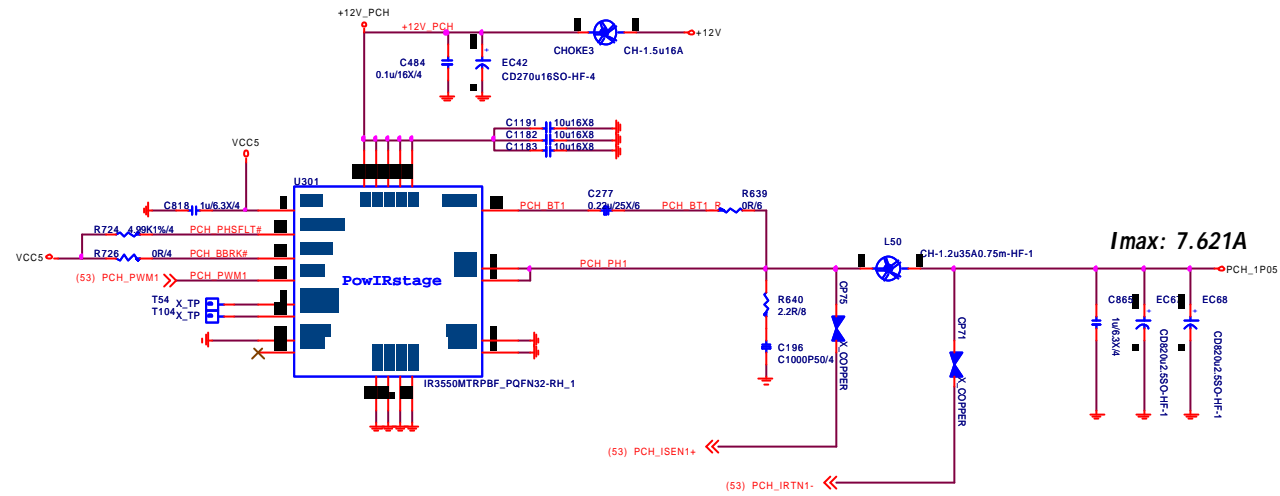 +12V_PCH
+12V_PCH
+12V
CHOKE3
CH-1.5u16A
C484
0.1u/16X/4
EC42
+
CD270u16SO-HF-4
C1191
10u16X8
C1182
10u16X8
C1183
10u16X8
VCC5
U301
C818
1u/6.3X/4
R724
4.99K1%/4
PCH_PHSFLT#
VCC5
R726
0R/4
PCH_BBRK#
(53) PCH_PWM1
PCH_PWM1
T54
X_TP
T104
X_TP
PowIRstage
IR3550MTRPBF_PQFN32-RH_1
PCH_BT1
C277
0.22u/25X/6
PCH_BT1_R
R639
0R/6
PCH_PH1
L50
CH-1.2u35A0.75m-HF-1
Imax: 7.621A
PCH_1P05
R640
2.2R/8
C196
C1000P50/4
CP75
X_COPPER
CP71
X_COPPER
C865
1u/6.3X/4
+
CD820u2.5SO-HF-1
EC68
+
CD820u2.5SO-HF-1
(53) PCH_ISEN1+
(53) PCH_IRTN1-